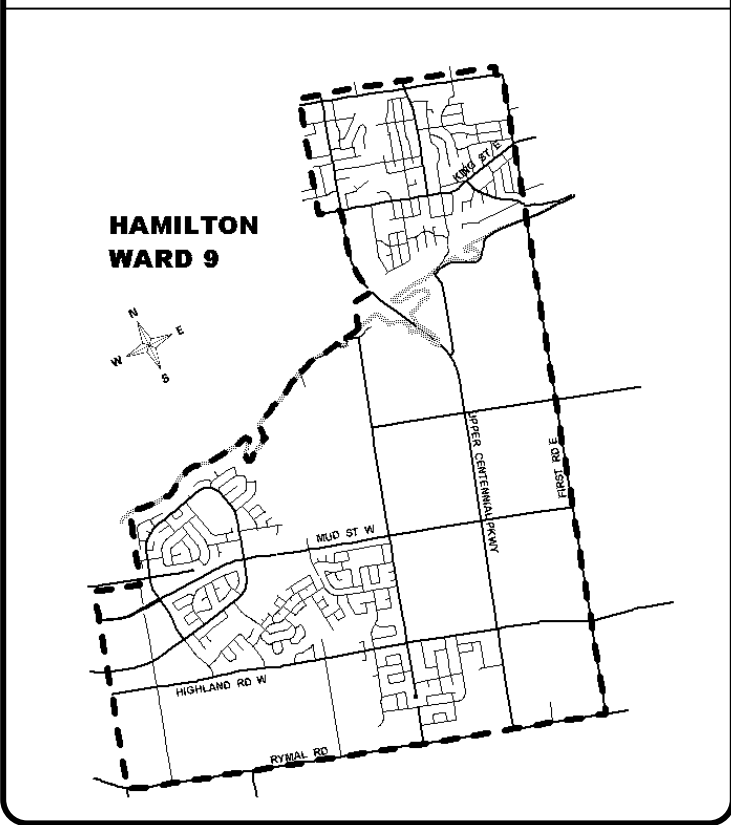 KING ST E
HAMILTON
WARD 9
N
E
W
S
UPPER CENTENNIAL PKWY
FIRST RD E
MUD ST W
HIGHLAND RD W
RYMAL RD